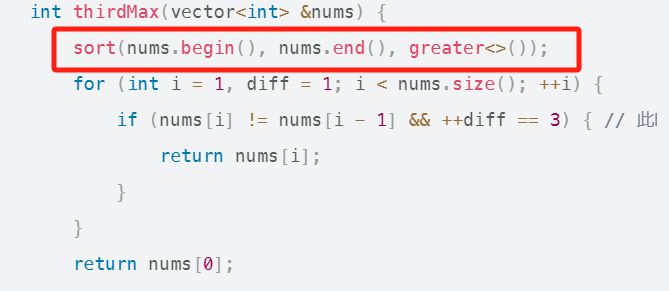 int thirdMax(vector<int> &nums) {
sort(nums.begin(), nums.end(), greater<>());
for (int i = 1, diff = 1; i < nums.size(); ++i) {
if (nums[i] != nums[i - 1] && ++diff == 3) { // 此
return nums[i];
}
}
return nums[0];